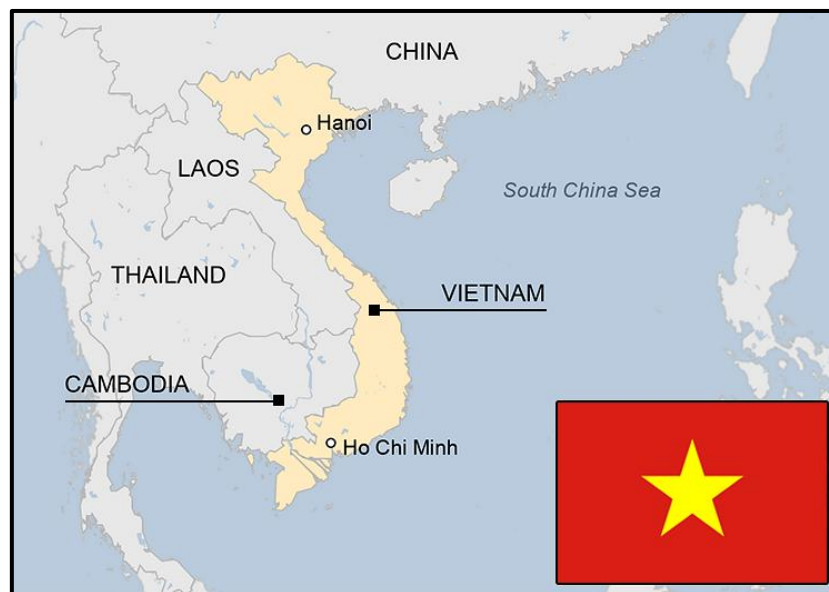 CHINA
Hanoi
LAOS
South China Sea
THAILAND
VIETNAM
CAMBODIA
Ho Chi Minh